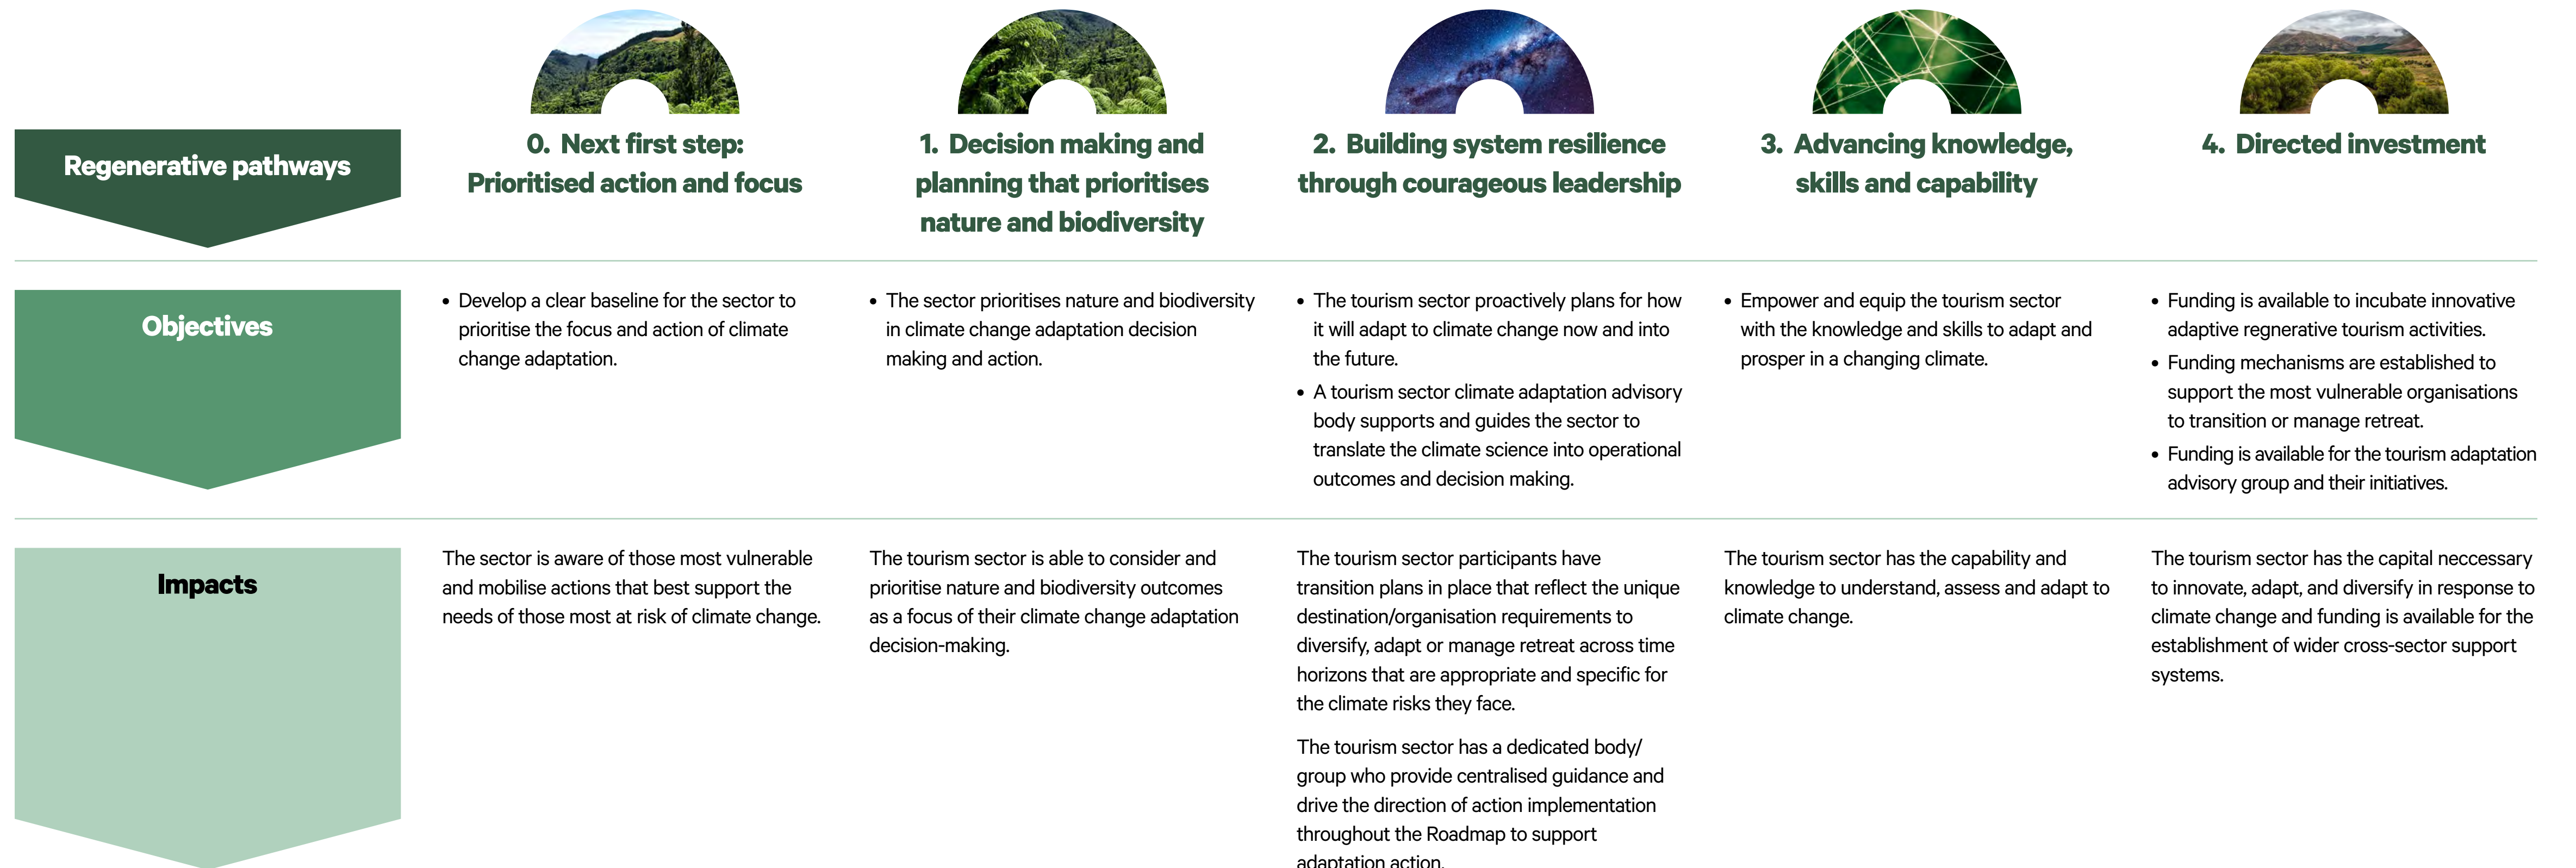 Regenerative pathways
0. Next first step:
Prioritised action and focus
1. Decision making and
planning that prioritises
nature and biodiversity
2. Building system resilience
through courageous leadership
3. Advancing knowledge,
skills and capability
4. Directed investment
Objectives
• Develop a clear baseline for the sector to
prioritise the focus and action of climate
change adaptation.
• The sector prioritises nature and biodiversity
in climate change adaptation decision
making and action.
• The tourism sector proactively plans for how
it will adapt to climate change now and into
the future.
• A tourism sector climate adaptation advisory
body supports and guides the sector to
translate the climate science into operational
outcomes and decision making.
• Empower and equip the tourism sector
with the knowledge and skills to adapt and
prosper in a changing climate.
• Funding is available to incubate innovative
adaptive regnerative tourism activities.
• Funding mechanisms are established to
support the most vulnerable organisations
to transition or manage retreat.
• Funding is available for the tourism adaptation
advisory group and their initiatives.
Impacts
The sector is aware of those most vulnerable
and mobilise actions that best support the
needs of those most at risk of climate change.
The tourism sector is able to consider and
prioritise nature and biodiversity outcomes
as a focus of their climate change adaptation
decision-making.
The tourism sector participants have
transition plans in place that reflect the unique
destination/organisation requirements to
diversify, adapt or manage retreat across time
horizons that are appropriate and specific for
the climate risks they face.
The tourism sector has a dedicated body/
group who provide centralised guidance and
drive the direction of action implementation
throughout the Roadmap to support
adaptation action.
The tourism sector has the capability and
knowledge to understand, assess and adapt to
climate change.
The tourism sector has the capital neccessary
to innovate, adapt, and diversify in response to
climate change and funding is available for the
establishment of wider cross-sector support
systems.